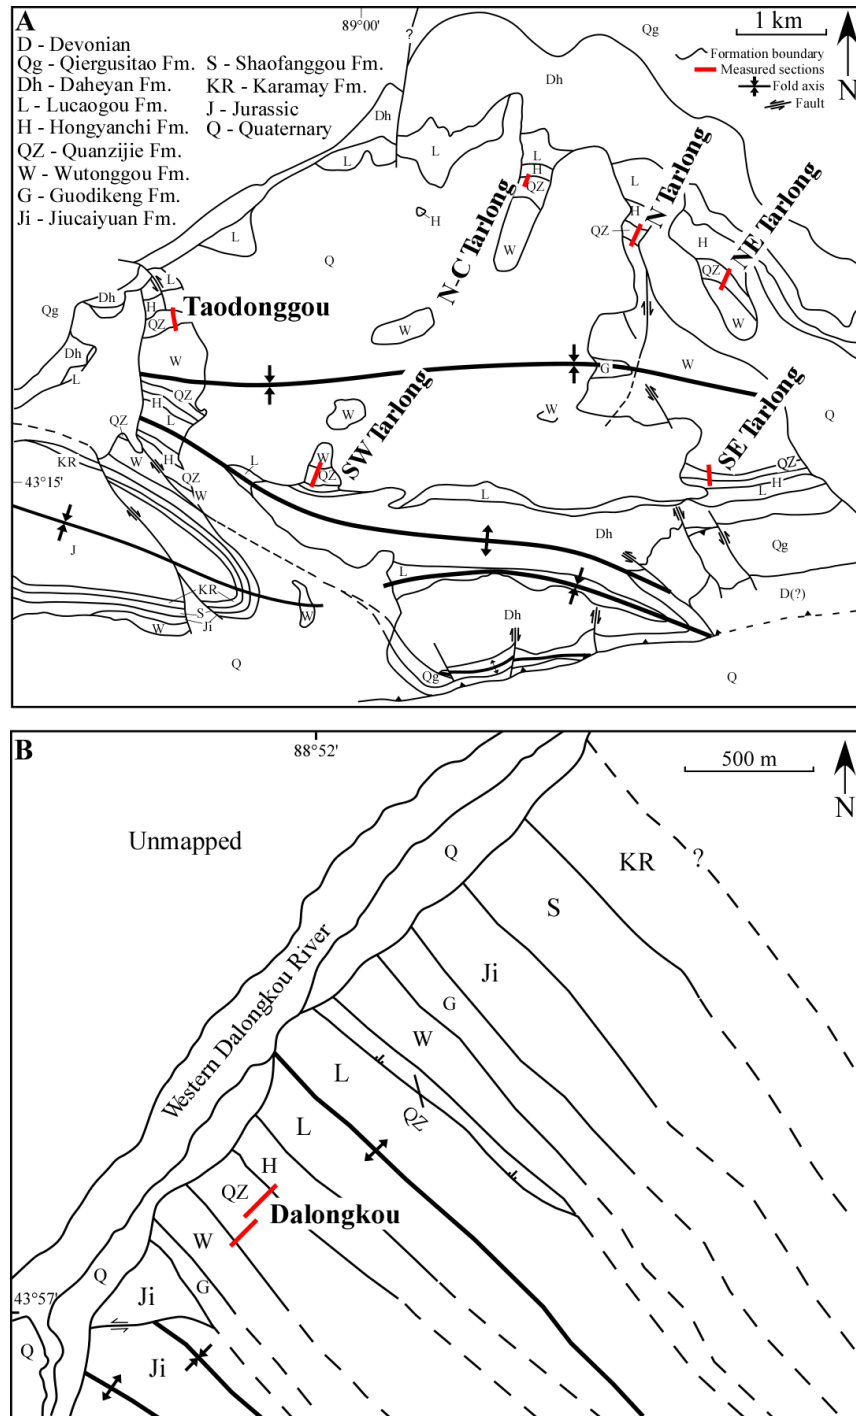 A
89°00'
1 km
N
D - Devonian
Qg - Qiergusitao Fm.
Dh - Daheyan Fm.
L - Lucaogou Fm.
H - Hongyanchi Fm.
QZ - Quanzijie Fm.
W - Wutonggou Fm.
G - Guodikeng Fm.
Ji - Jiucaiyuan Fm.
S - Shaofanggou Fm.
KR - Karamay Fm.
J - Jurassic
Q - Quaternary
Formation boundary
Measured sections
Fold axis
Fault
?
Qg
Dh
Dh
L
L
L
H
QZ
W
L
H
QZ
H
QZ
W
H
L
Q
N-C Tarlong
N Tarlong
NE Tarlong
Qg
Dh
L
H
QZ
Taodonggou
W
W
G
W
Dh
L
QZ
H
L
QZ
W
W
Q
SW Tarlong
SE Tarlong
43°15'
KR
W
H
QZ
W
L
W
QZ
L
QZ
H
L
Dh
Qg
J
L
KR
S
Ji
W
W
Dh
D(?)
Q
Qg
Q
B
88°52'
500 m
N
Unmapped
Q
KR
?
S
Ji
G
W
Western Dalongkou River
L
QZ
L
H
QZ
Dalongkou
W
G
Q
Ji
43°57'
Q
Ji